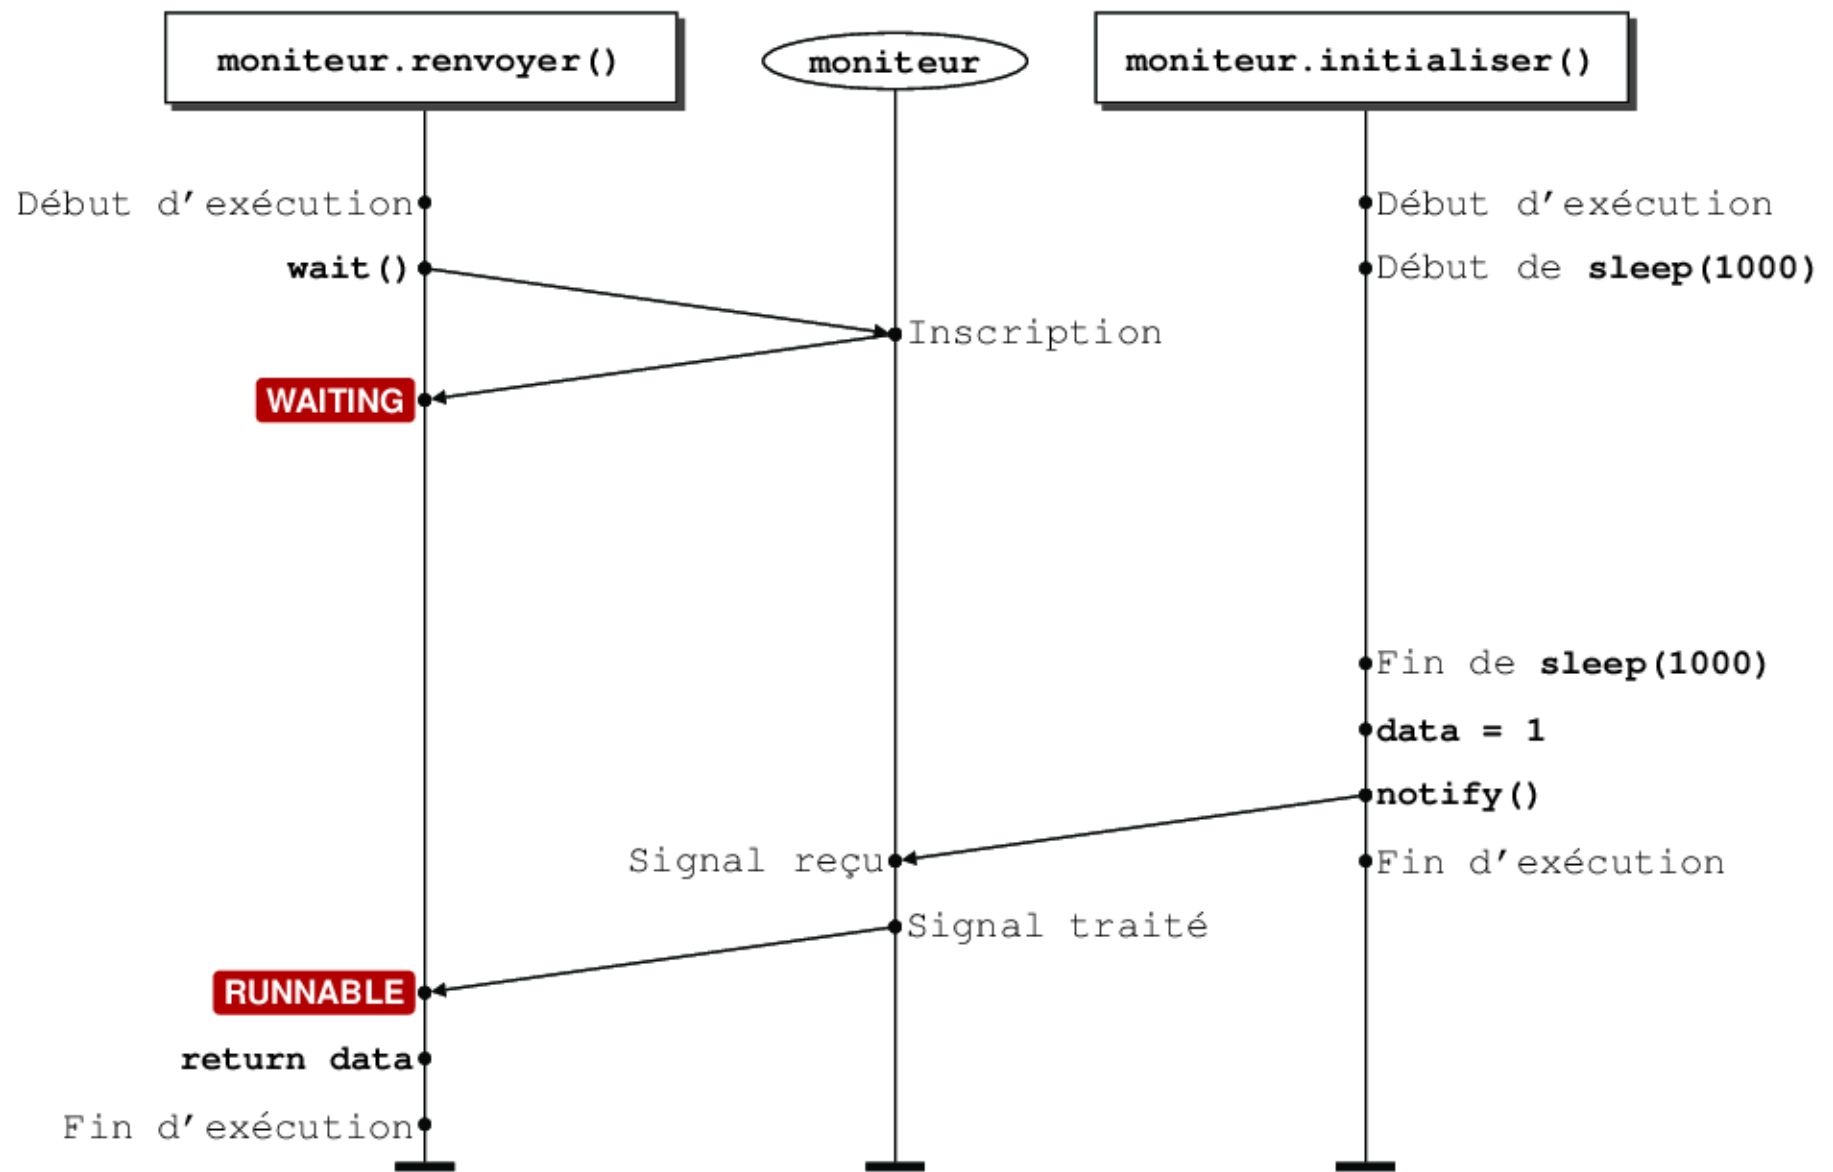 moniteur.renvoyer()
moniteur
moniteur.initialiser()
Début d'exécution
Début d'exécution
wait()
Début de sleep(1000)
Inscription
WAITING
Fin de sleep(1000)
data = 1
notify()
Signal reçu
Fin d'exécution
Signal traité
RUNNABLE
return data
Fin d'exécution